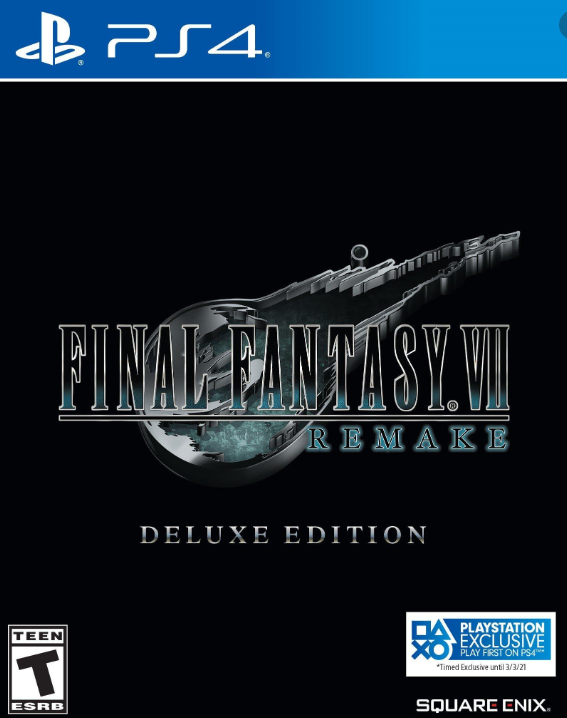 PS4
FINAL FANTASY. VII
REMAKE
DELUXE EDITION
TEEN
T
ESRB
PLAYSTATION
EXCLUSIVE
PLAY FIRST ON PS4
*Timed Exclusive until 3/3/21
SQUARE ENIX.